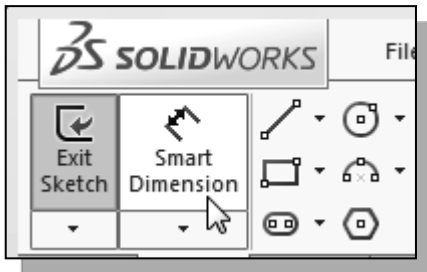 SOLIDWORKS
File
Exit
Sketch
Smart
Dimension